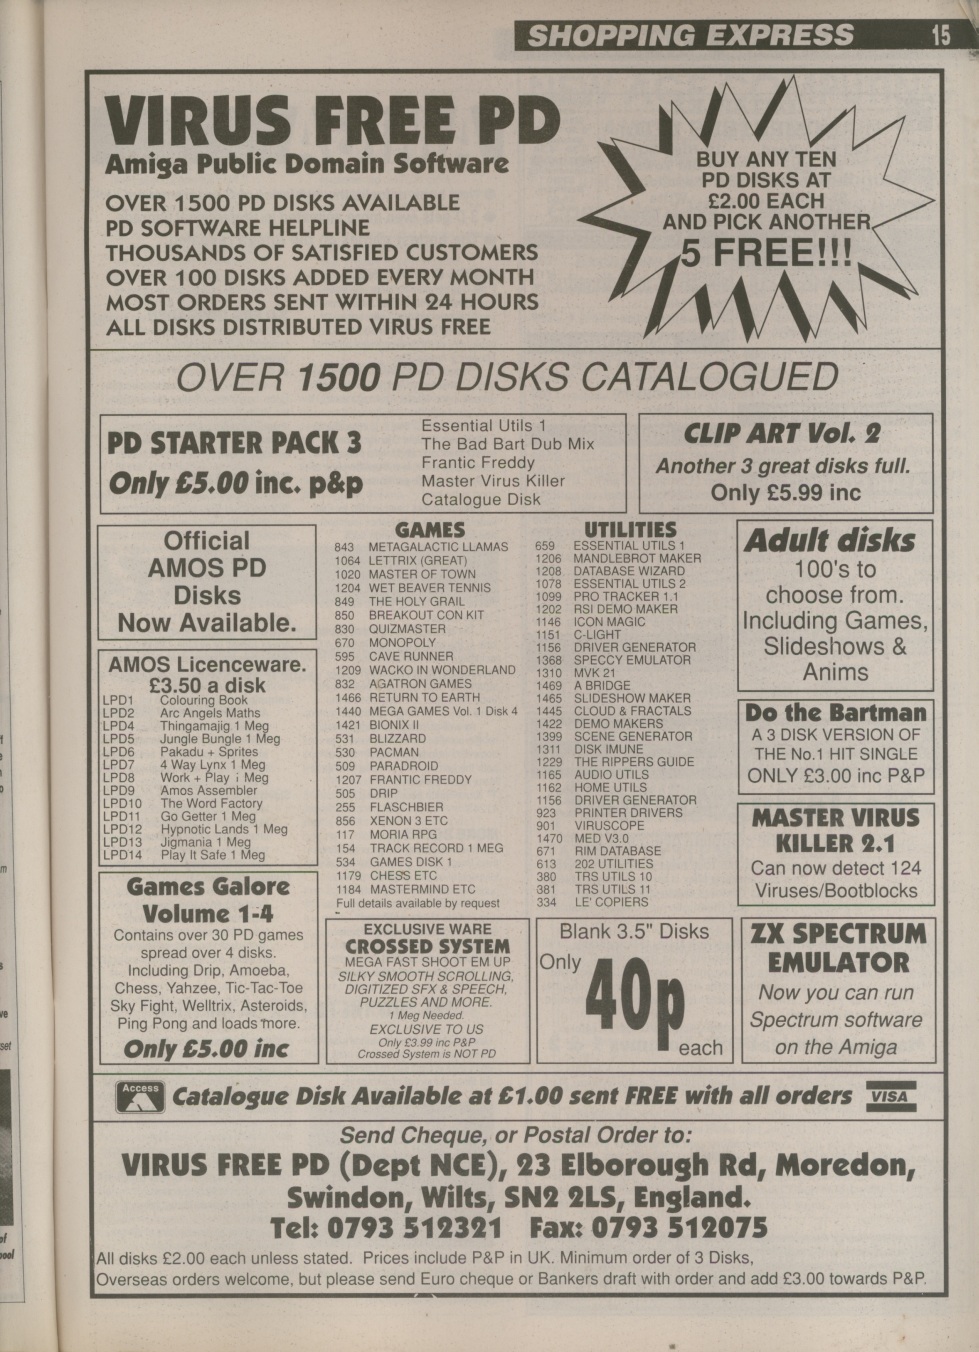 SHOPPING EXPRESS 15
VIRUS FREE PD
Amiga Public Domain Software
OVER 1500 PD DISKS AVAILABLE
PD SOFTWARE HELPLINE
THOUSANDS OF SATISFIED CUSTOMERS
OVER 100 DISKS ADDED EVERY MONTH
MOST ORDERS SENT WITHIN 24 HOURS
ALL DISKS DISTRIBUTED VIRUS FREE
BUY ANY TEN
PD DISKS AT
£2.00 EACH
AND PICK ANOTHER
5 FREE!!!
OVER 1500 PD DISKS CATALOGUED
PD STARTER PACK 3
Only £5.00 inc. p&p
Essential Utils 1
The Bad Bart Dub Mix
Frantic Freddy
Master Virus Killer
Catalogue Disk
CLIP ART Vol. 2
Another 3 great disks full.
Only £5.99 inc
Official
AMOS PD
Disks
Now Available.
AMOS Licenceware.
£3.50 a disk
LPD1 Colouring Book
LPD2 Arc Angels Maths
LPD4 Thingamajig 1 Meg
LPD5 Jungle Bungle 1 Meg
LPD6 Pakadu + Sprites
LPD7 4 Way Lynx 1 Meg
LPD8 Work + Play 1 Meg
LPD9 Amos Assembler
LPD10 The Word Factory
LPD11 Go Getter 1 Meg
LPD12 Hypnotic Lands 1 Meg
LPD13 Jigmania 1 Meg
LPD14 Play It Safe 1 Meg
Games Galore
Volume 1-4
Contains over 30 PD games
spread over 4 disks.
Including Drip, Amoeba,
Chess, Yahzee, Tic-Tac-Toe
Sky Fight, Welltrix, Asteroids,
Ping Pong and loads more.
Only £5.00 inc
GAMES
843 METAGALACTIC LLAMAS
1064 LETTRIX (GREAT)
1020 MASTER OF TOWN
1204 WET BEAVER TENNIS
849 THE HOLY GRAIL
850 BREAKOUT CON KIT
830 QUIZMASTER
670 MONOPOLY
595 CAVE RUNNER
1209 WACKO IN WONDERLAND
832 AGATRON GAMES
1466 RETURN TO EARTH
1440 MEGA GAMES Vol. 1 Disk 4
1421 BIONIX II
531 BLIZZARD
530 PACMAN
509 PARADROID
1207 FRANTIC FREDDY
505 DRIP
255 FLASCHBIER
856 XENON 3 ETC
117 MORIA RPG
154 TRACK RECORD 1 MEG
534 GAMES DISK 1
1179 CHESS ETC
1184 MASTERMIND ETC
Full details available by request
UTILITIES
659 ESSENTIAL UTILS 1
1206 MANDLEBROT MAKER
1208 DATABASE WIZARD
1078 ESSENTIAL UTILS 2
1099 PRO TRACKER 1.1
1202 RSI DEMO MAKER
1146 ICON MAGIC
1151 C-LIGHT
1156 DRIVER GENERATOR
1368 SPECCY EMULATOR
1310 MVK 21
1469 A BRIDGE
1465 SLIDESHOW MAKER
1445 CLOUD & FRACTALS
1422 DEMO MAKERS
1399 SCENE GENERATOR
1311 DISK IMUNE
1229 THE RIPPERS GUIDE
1165 AUDIO UTILS
1162 HOME UTILS
1156 DRIVER GENERATOR
923 PRINTER DRIVERS
901 VIRUSCOPE
1470 MED V3.0
671 RIM DATABASE
613 202 UTILITIES
380 TRS UTILS 10
381 TRS UTILS 11
334 LE' COPIERS
Adult disks
100's to
choose from.
Including Games,
Slideshows &
Anims
Do the Bartman
A 3 DISK VERSION OF
THE No.1 HIT SINGLE
ONLY £3.00 inc P&P
MASTER VIRUS
KILLER 2.1
Can now detect 124
Viruses/Bootblocks
EXCLUSIVE WARE
CROSSED SYSTEM
MEGA FAST SHOOT EM UP
SILKY SMOOTH SCROLLING,
DIGITIZED SFX & SPEECH,
PUZZLES AND MORE.
1 Meg Needed.
EXCLUSIVE TO US
Only £3.99 inc P&P
Crossed System is NOT PD
Blank 3.5" Disks
Only
40p
each
ZX SPECTRUM
EMULATOR
Now you can run
Spectrum software
on the Amiga
Access Catalogue Disk Available at £1.00 sent FREE with all orders VISA
Send Cheque, or Postal Order to:
VIRUS FREE PD (Dept NCE), 23 Elborough Rd, Moredon,
Swindon, Wilts, SN2 2LS, England.
Tel: 0793 512321 Fax: 0793 512075
All disks £2.00 each unless stated. Prices include P&P in UK. Minimum order of 3 Disks,
Overseas orders welcome, but please send Euro cheque or Bankers draft with order and add £3.00 towards P&P.